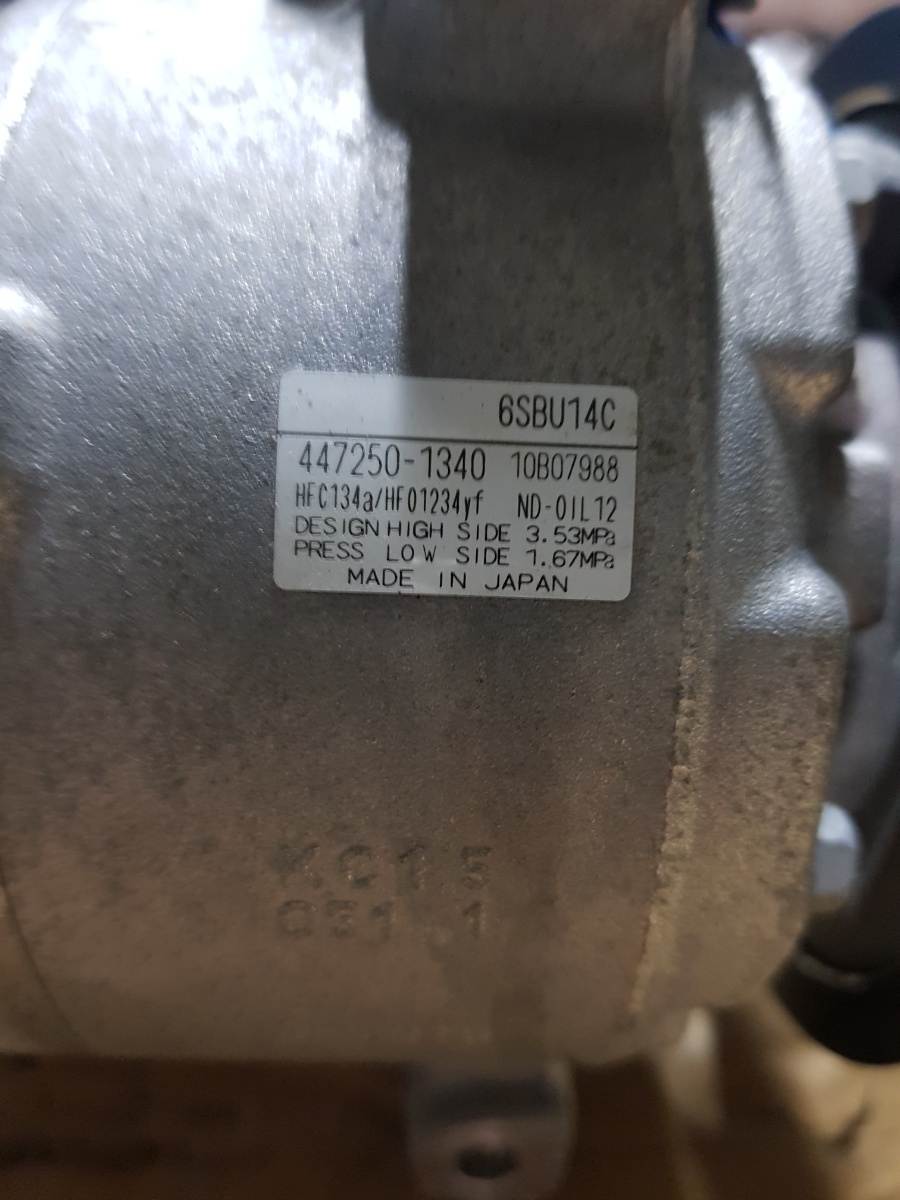 6SBU14C
447250-1340 10B07988
HFC134a/HFO1234yf ND-OIL12
DESIGN HIGH SIDE 3.53MPa
PRESS LOW SIDE 1.67MPa
MADE IN JAPAN
KC15